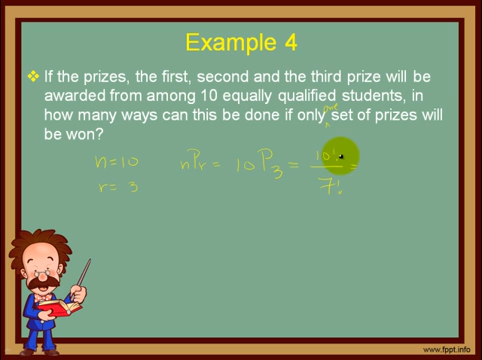 Example 4
❖ If the prizes, the first, second and the third prize will be
awarded from among 10 equally qualified students, in
how many ways can this be done if only one set of prizes will
be won?
n=10 nPr = 10P3 = 10!/7! =
r= 3
www.fppt.info